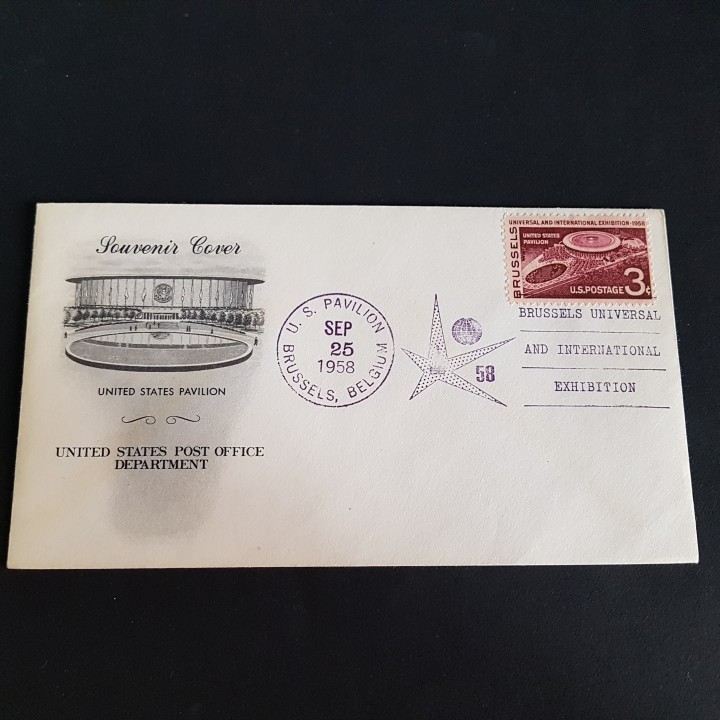 Souvenir Cover
UNITED STATES PAVILION
UNITED STATES POST OFFICE
DEPARTMENT
U. S. PAVILION
SEP
25
1958
BRUSSELS, BELGIUM
58
UNIVERSAL AND INTERNATIONAL EXHIBITION-1958
UNITED STATES
PAVILION
BRUSSELS
U.S. POSTAGE 3¢
BRUSSELS UNIVERSAL
AND INTERNATIONAL
EXHIBITION